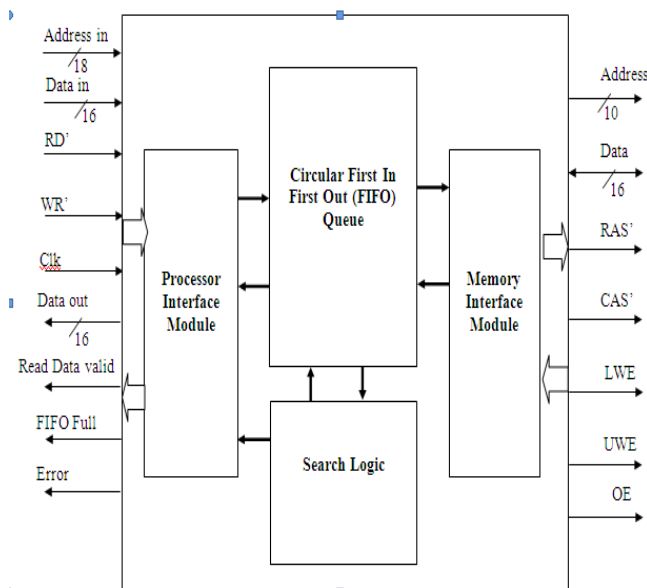 Address in
18
Data in
16
RD'
WR'
Clk
Data out
16
Read Data valid
FIFO Full
Error
Processor
Interface
Module
Circular First In
First Out (FIFO)
Queue
Search Logic
Memory
Interface
Module
Address
10
Data
16
RAS'
CAS'
LWE
UWE
OE